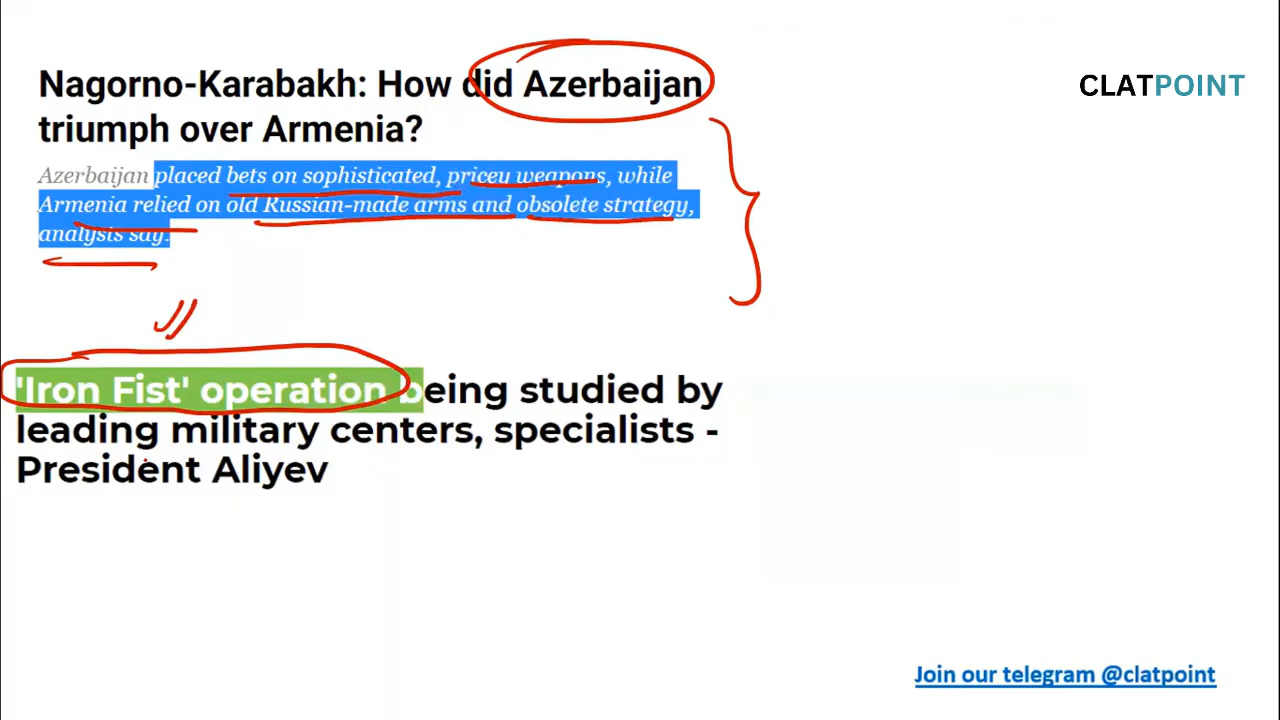 Nagorno-Karabakh: How did Azerbaijan
triumph over Armenia?
CLATPOINT
Azerbaijan placed bets on sophisticated, pricey weapons, while
Armenia relied on old Russian-made arms and obsolete strategy,
analysis say.
'Iron Fist' operation being studied by
leading military centers, specialists -
President Aliyev
Join our telegram @clatpoint